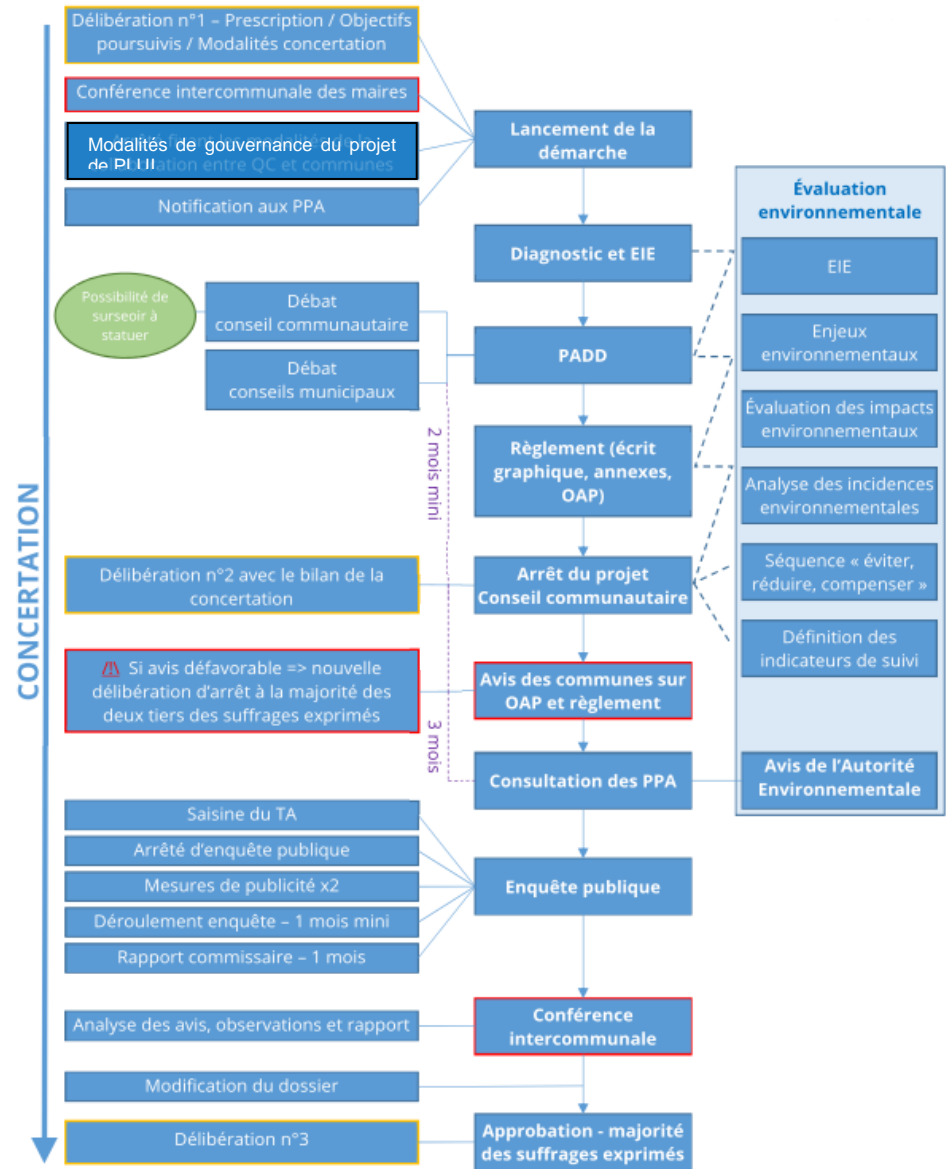 Délibération n°1 – Prescription / Objectifs
poursuivis / Modalités concertation
Conférence intercommunale des maires
Modalités de gouvernance du projet
de PLUI
entre QC et communes
Notification aux PPA
Lancement de la
démarche
Diagnostic et EIE
Possibilité de
surseoir à
statuer
Débat
conseil communautaire
Débat
conseils municipaux
PADD
2 mois mini
Règlement (écrit
graphique, annexes,
OAP)
Délibération n°2 avec le bilan de la
concertation
Arrêt du projet
Conseil communautaire
⚠ Si avis défavorable => nouvelle
délibération d'arrêt à la majorité des
deux tiers des suffrages exprimés
Avis des communes sur
OAP et règlement
3 mois
Consultation des PPA
Saisine du TA
Arrêté d'enquête publique
Mesures de publicité x2
Déroulement enquête – 1 mois mini
Rapport commissaire – 1 mois
Enquête publique
Analyse des avis, observations et rapport
Conférence
intercommunale
Modification du dossier
Délibération n°3
Approbation - majorité
des suffrages exprimés
Évaluation
environnementale
EIE
Enjeux
environnementaux
Évaluation des impacts
environnementaux
Analyse des incidences
environnementales
Séquence « éviter,
réduire, compenser »
Définition des
indicateurs de suivi
Avis de l'Autorité
Environnementale
CONCERTATION